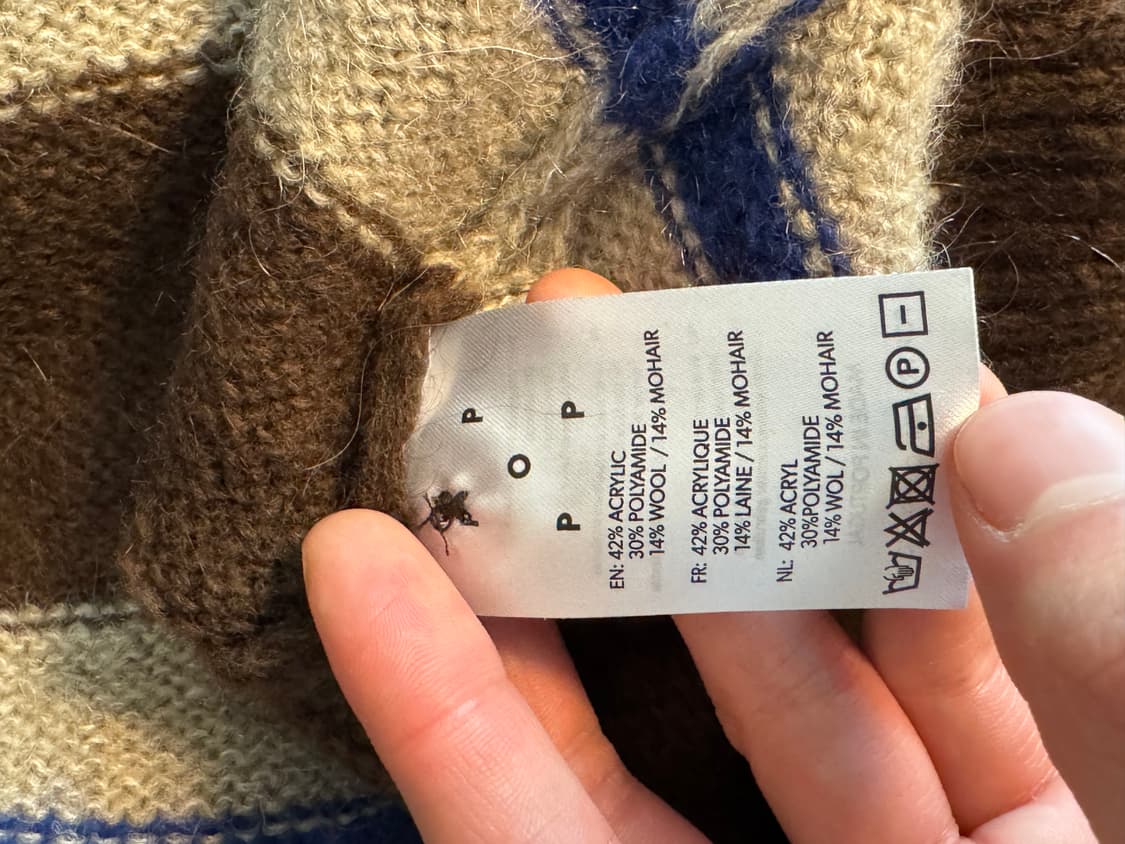 P
O
P P
EN: 42% ACRYLIC
30% POLYAMIDE
14% WOOL / 14% MOHAIR
FR: 42% ACRYLIQUE
30% POLYAMIDE
14% LAINE / 14% MOHAIR
NL: 42% ACRYL
30%POLYAMIDE
14% WOL / 14% MOHAIR
P